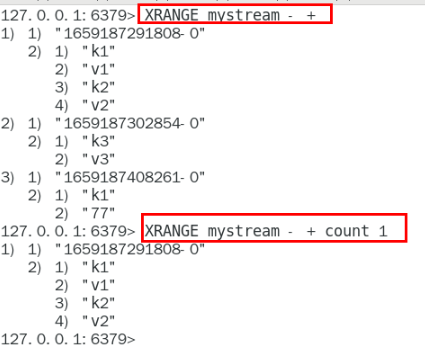 127.0.0.1:6379> XRANGE mystream - +
1) 1) "1659187291808-0"
2) 1) "k1"
2) "v1"
3) "k2"
4) "v2"
2) 1) "1659187302854-0"
2) 1) "k3"
2) "v3"
3) 1) "1659187408261-0"
2) 1) "k1"
2) "77"
127.0.0.1:6379> XRANGE mystream - + count 1
1) 1) "1659187291808-0"
2) 1) "k1"
2) "v1"
3) "k2"
4) "v2"
127.0.0.1:6379>